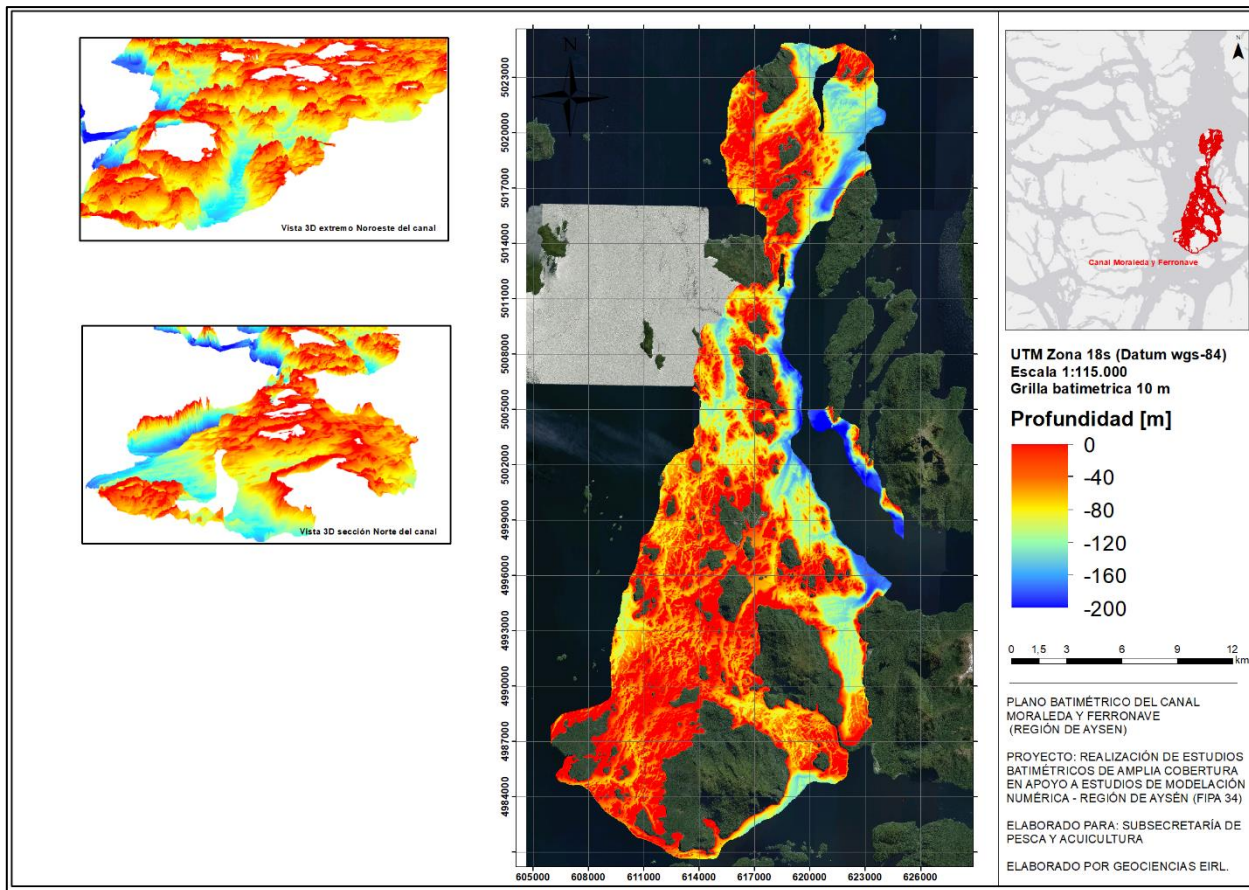 Vista 3D extremo Noroeste del canal
Vista 3D sección Norte del canal
N
5023000
5020000
5017000
5014000
5011000
5008000
5005000
5002000
4999000
4996000
4993000
4990000
4987000
4984000
605000 608000 611000 614000 617000 620000 623000 626000
N
Canal Moraleda y Ferronave
UTM Zona 18s (Datum wgs-84)
Escala 1:115.000
Grilla batimetrica 10 m
Profundidad [m]
0
-40
-80
-120
-160
-200
0 1,5 3 6 9 12
km
PLANO BATIMÉTRICO DEL CANAL
MORALEDA Y FERRONAVE
(REGIÓN DE AYSEN)
PROYECTO: REALIZACIÓN DE ESTUDIOS
BATIMÉTRICOS DE AMPLIA COBERTURA
EN APOYO A ESTUDIOS DE MODELACIÓN
NUMÉRICA - REGIÓN DE AYSÉN (FIPA 34)
ELABORADO PARA: SUBSECRETARÍA DE
PESCA Y ACUICULTURA
ELABORADO POR GEOCIENCIAS EIRL.